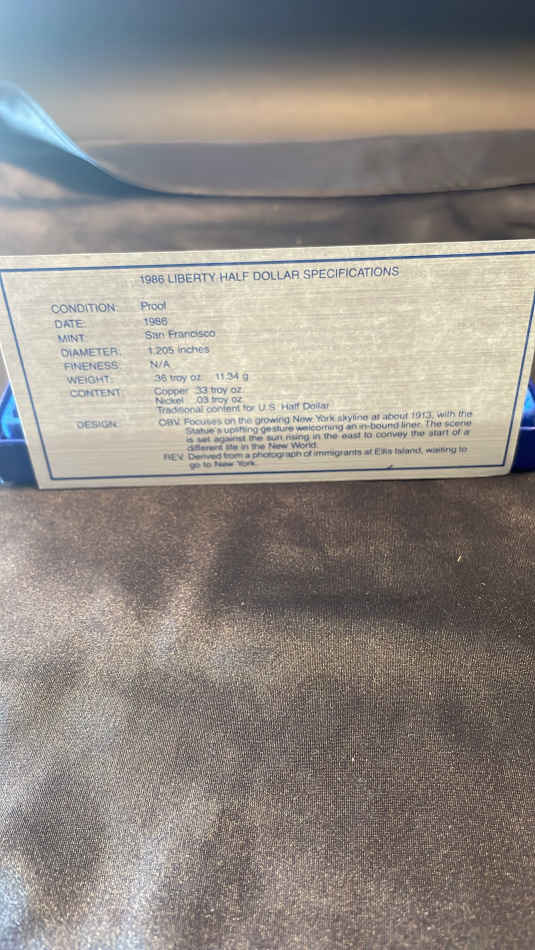 1986 LIBERTY HALF DOLLAR SPECIFICATIONS
CONDITION: Proof
DATE: 1986
MINT: San Francisco
DIAMETER: 1.205 inches
FINENESS: N/A
WEIGHT: .36 troy oz. 11.34 g
CONTENT: Copper .33 troy oz.
Nickel .03 troy oz.
Traditional content for U.S. Half Dollar
DESIGN: OBV. Focuses on the growing New York skyline at about 1913, with the
Statue's uplifting gesture welcoming an in-bound liner. The scene
is set against the sun rising in the east to convey the start of a
different life in the New World.
REV. Derived from a photograph of immigrants at Ellis Island, waiting to
go to New York.